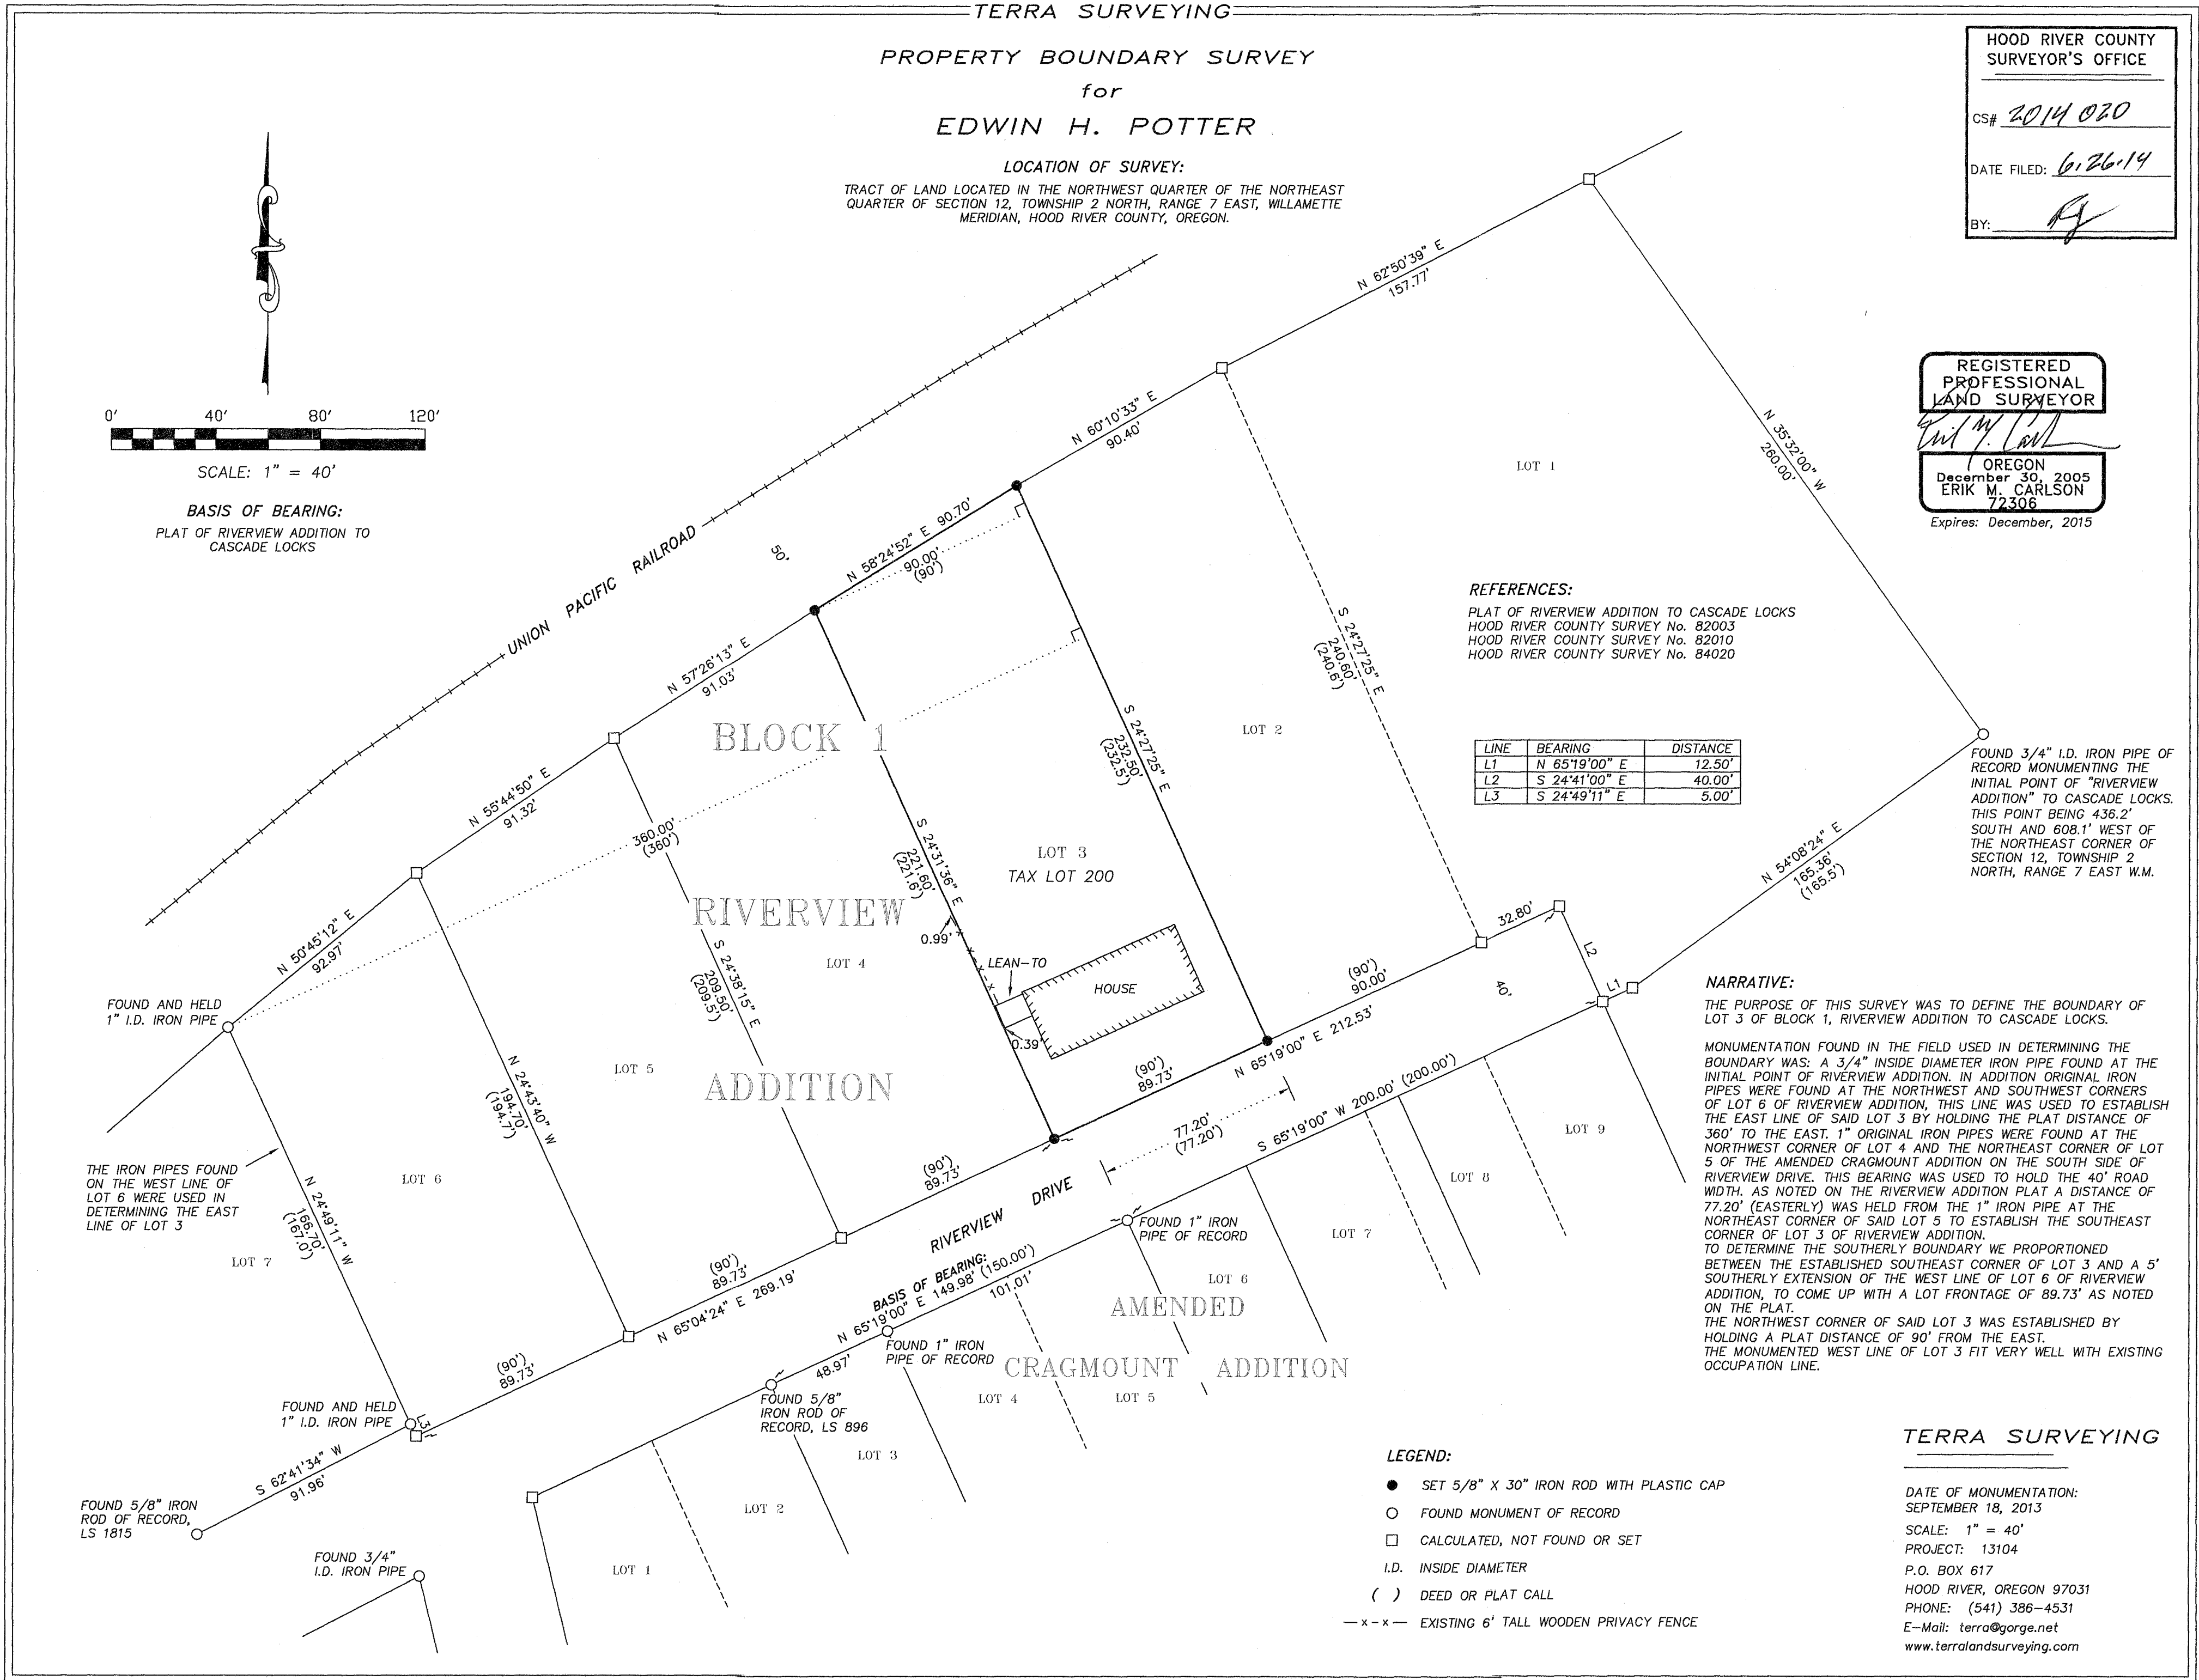 TERRA SURVEYING
PROPERTY BOUNDARY SURVEY
for
EDWIN H. POTTER
LOCATION OF SURVEY:
TRACT OF LAND LOCATED IN THE NORTHWEST QUARTER OF THE NORTHEAST
QUARTER OF SECTION 12, TOWNSHIP 2 NORTH, RANGE 7 EAST, WILLAMETTE
MERIDIAN, HOOD RIVER COUNTY, OREGON.
HOOD RIVER COUNTY
SURVEYOR'S OFFICE
CS# 2014 020
DATE FILED: 6.26.14
BY:
0' 40' 80' 120'
SCALE: 1" = 40'
BASIS OF BEARING:
PLAT OF RIVERVIEW ADDITION TO
CASCADE LOCKS
REGISTERED
PROFESSIONAL
LAND SURVEYOR
OREGON
December 30, 2005
ERIK M. CARLSON
72306
Expires: December, 2015
UNION PACIFIC RAILROAD
50'
N 62°50'39" E
157.77'
N 60°10'33" E
90.40'
N 58°24'52" E 90.70'
90.00'
(90')
N 57°26'13" E
91.03'
N 55°44'50" E
91.32'
N 50°45'12" E
92.97'
360.00'
(360')
N 35°32'00" W
260.00'
LOT 1
S 24°27'25" E
240.60'
(240.6')
LOT 2
S 24°27'25" E
232.50'
(232.5')
LOT 3
TAX LOT 200
S 24°31'36" E
221.60'
(221.6')
0.99'
LEAN-TO
HOUSE
0.39'
BLOCK 1
RIVERVIEW
ADDITION
LOT 4
S 24°38'15" E
209.50'
(209.5')
LOT 5
N 24°43'40" W
194.70'
(194.7')
LOT 6
N 24°49'11" W
166.70'
(167.0')
LOT 7
REFERENCES:
PLAT OF RIVERVIEW ADDITION TO CASCADE LOCKS
HOOD RIVER COUNTY SURVEY No. 82003
HOOD RIVER COUNTY SURVEY No. 82010
HOOD RIVER COUNTY SURVEY No. 84020
LINE BEARING DISTANCE
L1 N 65°19'00" E 12.50'
L2 S 24°41'00" E 40.00'
L3 S 24°49'11" E 5.00'
FOUND 3/4" I.D. IRON PIPE OF
RECORD MONUMENTING THE
INITIAL POINT OF "RIVERVIEW
ADDITION" TO CASCADE LOCKS.
THIS POINT BEING 436.2'
SOUTH AND 608.1' WEST OF
THE NORTHEAST CORNER OF
SECTION 12, TOWNSHIP 2
NORTH, RANGE 7 EAST W.M.
N 54°08'24" E
165.36'
(165.5')
32.80'
L2
L1
40'
(90')
90.00'
N 65°19'00" E 212.53'
(90')
89.73'
77.20'
(77.20')
S 65°19'00" W 200.00' (200.00')
(90')
89.73'
(90')
89.73'
N 65°04'24" E 269.19'
(90')
89.73'
RIVERVIEW DRIVE
BASIS OF BEARING:
N 65°19'00" E 149.98' (150.00')
101.01'
48.97'
FOUND AND HELD
1" I.D. IRON PIPE
THE IRON PIPES FOUND
ON THE WEST LINE OF
LOT 6 WERE USED IN
DETERMINING THE EAST
LINE OF LOT 3
FOUND AND HELD
1" I.D. IRON PIPE
L3
S 62°41'34" W
91.96'
FOUND 5/8" IRON
ROD OF RECORD,
LS 1815
FOUND 3/4"
I.D. IRON PIPE
FOUND 1" IRON
PIPE OF RECORD
FOUND 1" IRON
PIPE OF RECORD
FOUND 5/8"
IRON ROD OF
RECORD, LS 896
AMENDED
CRAGMOUNT ADDITION
LOT 1
LOT 2
LOT 3
LOT 4
LOT 5
LOT 6
LOT 7
LOT 8
LOT 9
NARRATIVE:
THE PURPOSE OF THIS SURVEY WAS TO DEFINE THE BOUNDARY OF
LOT 3 OF BLOCK 1, RIVERVIEW ADDITION TO CASCADE LOCKS.
MONUMENTATION FOUND IN THE FIELD USED IN DETERMINING THE
BOUNDARY WAS: A 3/4" INSIDE DIAMETER IRON PIPE FOUND AT THE
INITIAL POINT OF RIVERVIEW ADDITION. IN ADDITION ORIGINAL IRON
PIPES WERE FOUND AT THE NORTHWEST AND SOUTHWEST CORNERS
OF LOT 6 OF RIVERVIEW ADDITION, THIS LINE WAS USED TO ESTABLISH
THE EAST LINE OF SAID LOT 3 BY HOLDING THE PLAT DISTANCE OF
360' TO THE EAST. 1" ORIGINAL IRON PIPES WERE FOUND AT THE
NORTHWEST CORNER OF LOT 4 AND THE NORTHEAST CORNER OF LOT
5 OF THE AMENDED CRAGMOUNT ADDITION ON THE SOUTH SIDE OF
RIVERVIEW DRIVE. THIS BEARING WAS USED TO HOLD THE 40' ROAD
WIDTH. AS NOTED ON THE RIVERVIEW ADDITION PLAT A DISTANCE OF
77.20' (EASTERLY) WAS HELD FROM THE 1" IRON PIPE AT THE
NORTHEAST CORNER OF SAID LOT 5 TO ESTABLISH THE SOUTHEAST
CORNER OF LOT 3 OF RIVERVIEW ADDITION.
TO DETERMINE THE SOUTHERLY BOUNDARY WE PROPORTIONED
BETWEEN THE ESTABLISHED SOUTHEAST CORNER OF LOT 3 AND A 5'
SOUTHERLY EXTENSION OF THE WEST LINE OF LOT 6 OF RIVERVIEW
ADDITION, TO COME UP WITH A LOT FRONTAGE OF 89.73' AS NOTED
ON THE PLAT.
THE NORTHWEST CORNER OF SAID LOT 3 WAS ESTABLISHED BY
HOLDING A PLAT DISTANCE OF 90' FROM THE EAST.
THE MONUMENTED WEST LINE OF LOT 3 FIT VERY WELL WITH EXISTING
OCCUPATION LINE.
LEGEND:
SET 5/8" X 30" IRON ROD WITH PLASTIC CAP
FOUND MONUMENT OF RECORD
CALCULATED, NOT FOUND OR SET
I.D. INSIDE DIAMETER
( ) DEED OR PLAT CALL
—x-x— EXISTING 6' TALL WOODEN PRIVACY FENCE
TERRA SURVEYING
DATE OF MONUMENTATION:
SEPTEMBER 18, 2013
SCALE: 1" = 40'
PROJECT: 13104
P.O. BOX 617
HOOD RIVER, OREGON 97031
PHONE: (541) 386-4531
E-Mail: terra@gorge.net
www.terralandsurveying.com